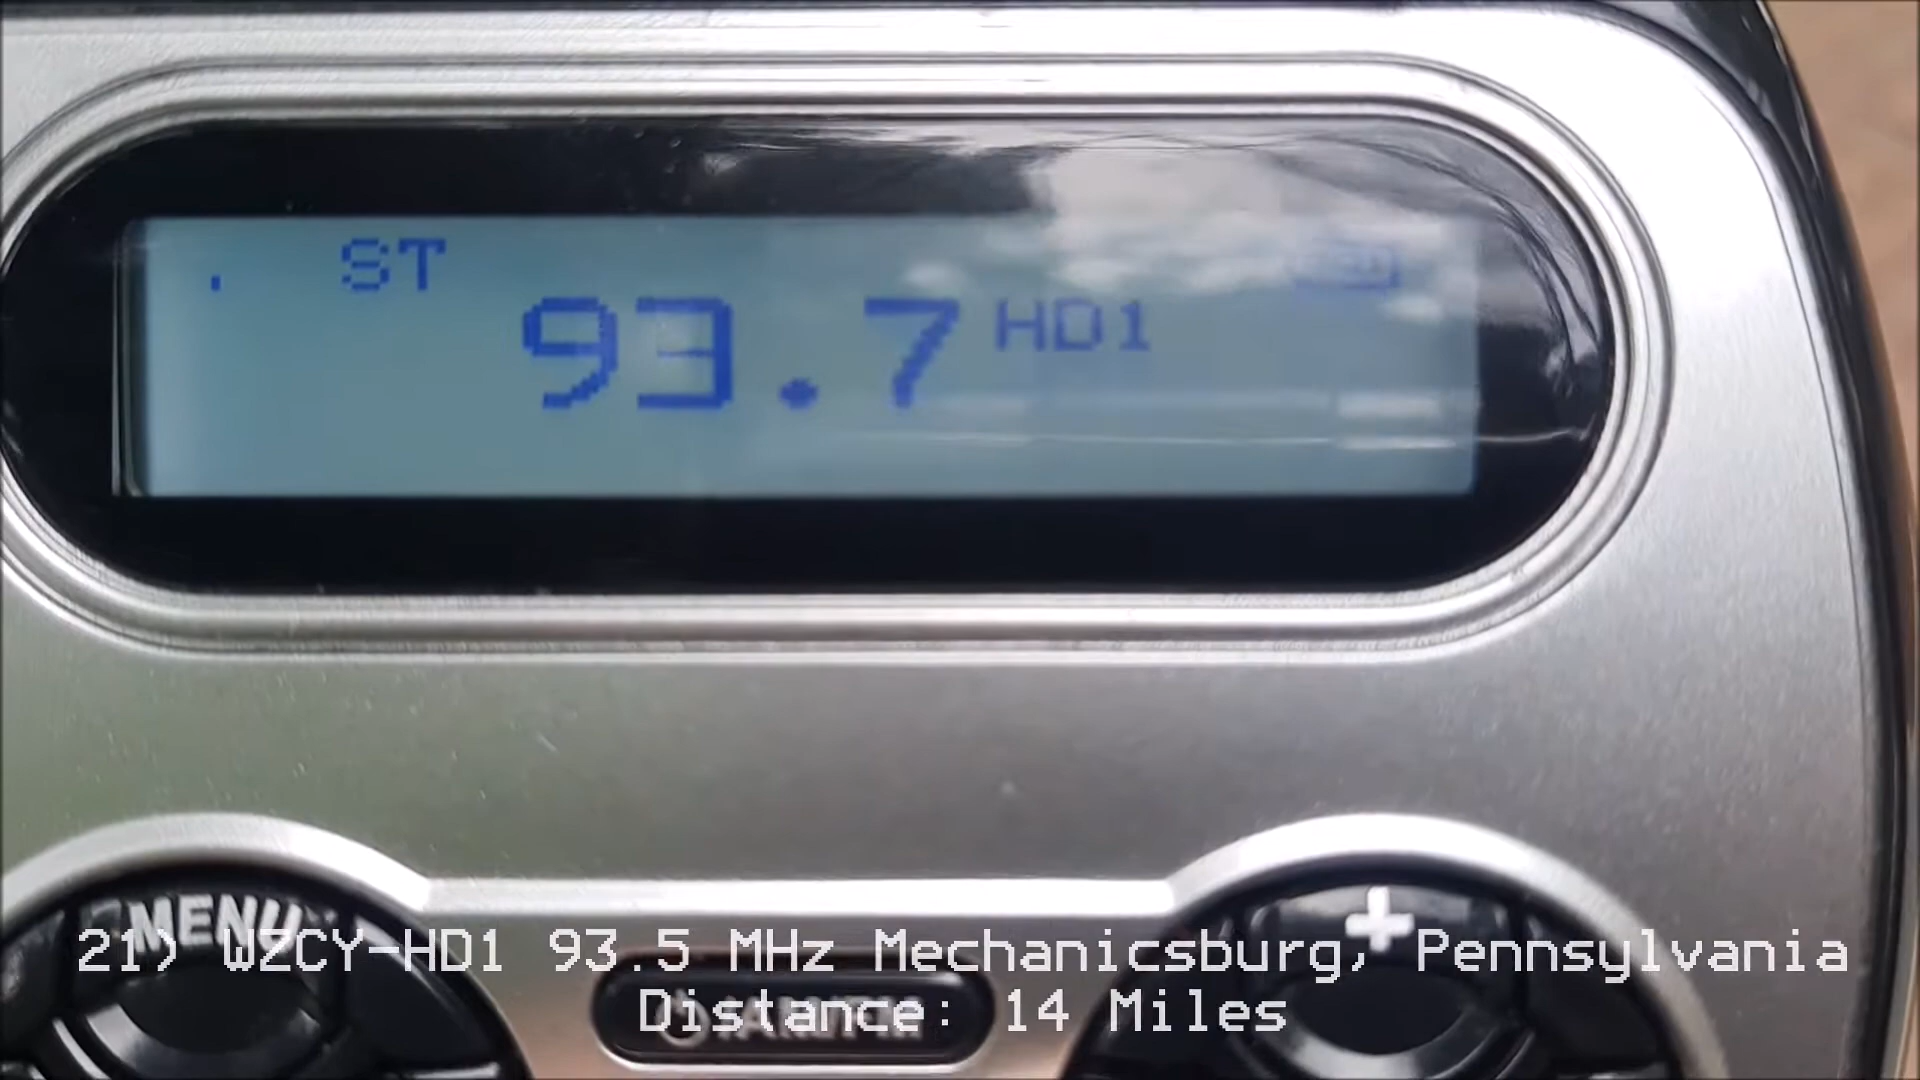 ST
93.7 HD1
MENU
+
21) WZCY-HD1 93.5 MHz Mechanicsburg, Pennsylvania
Distance: 14 Miles